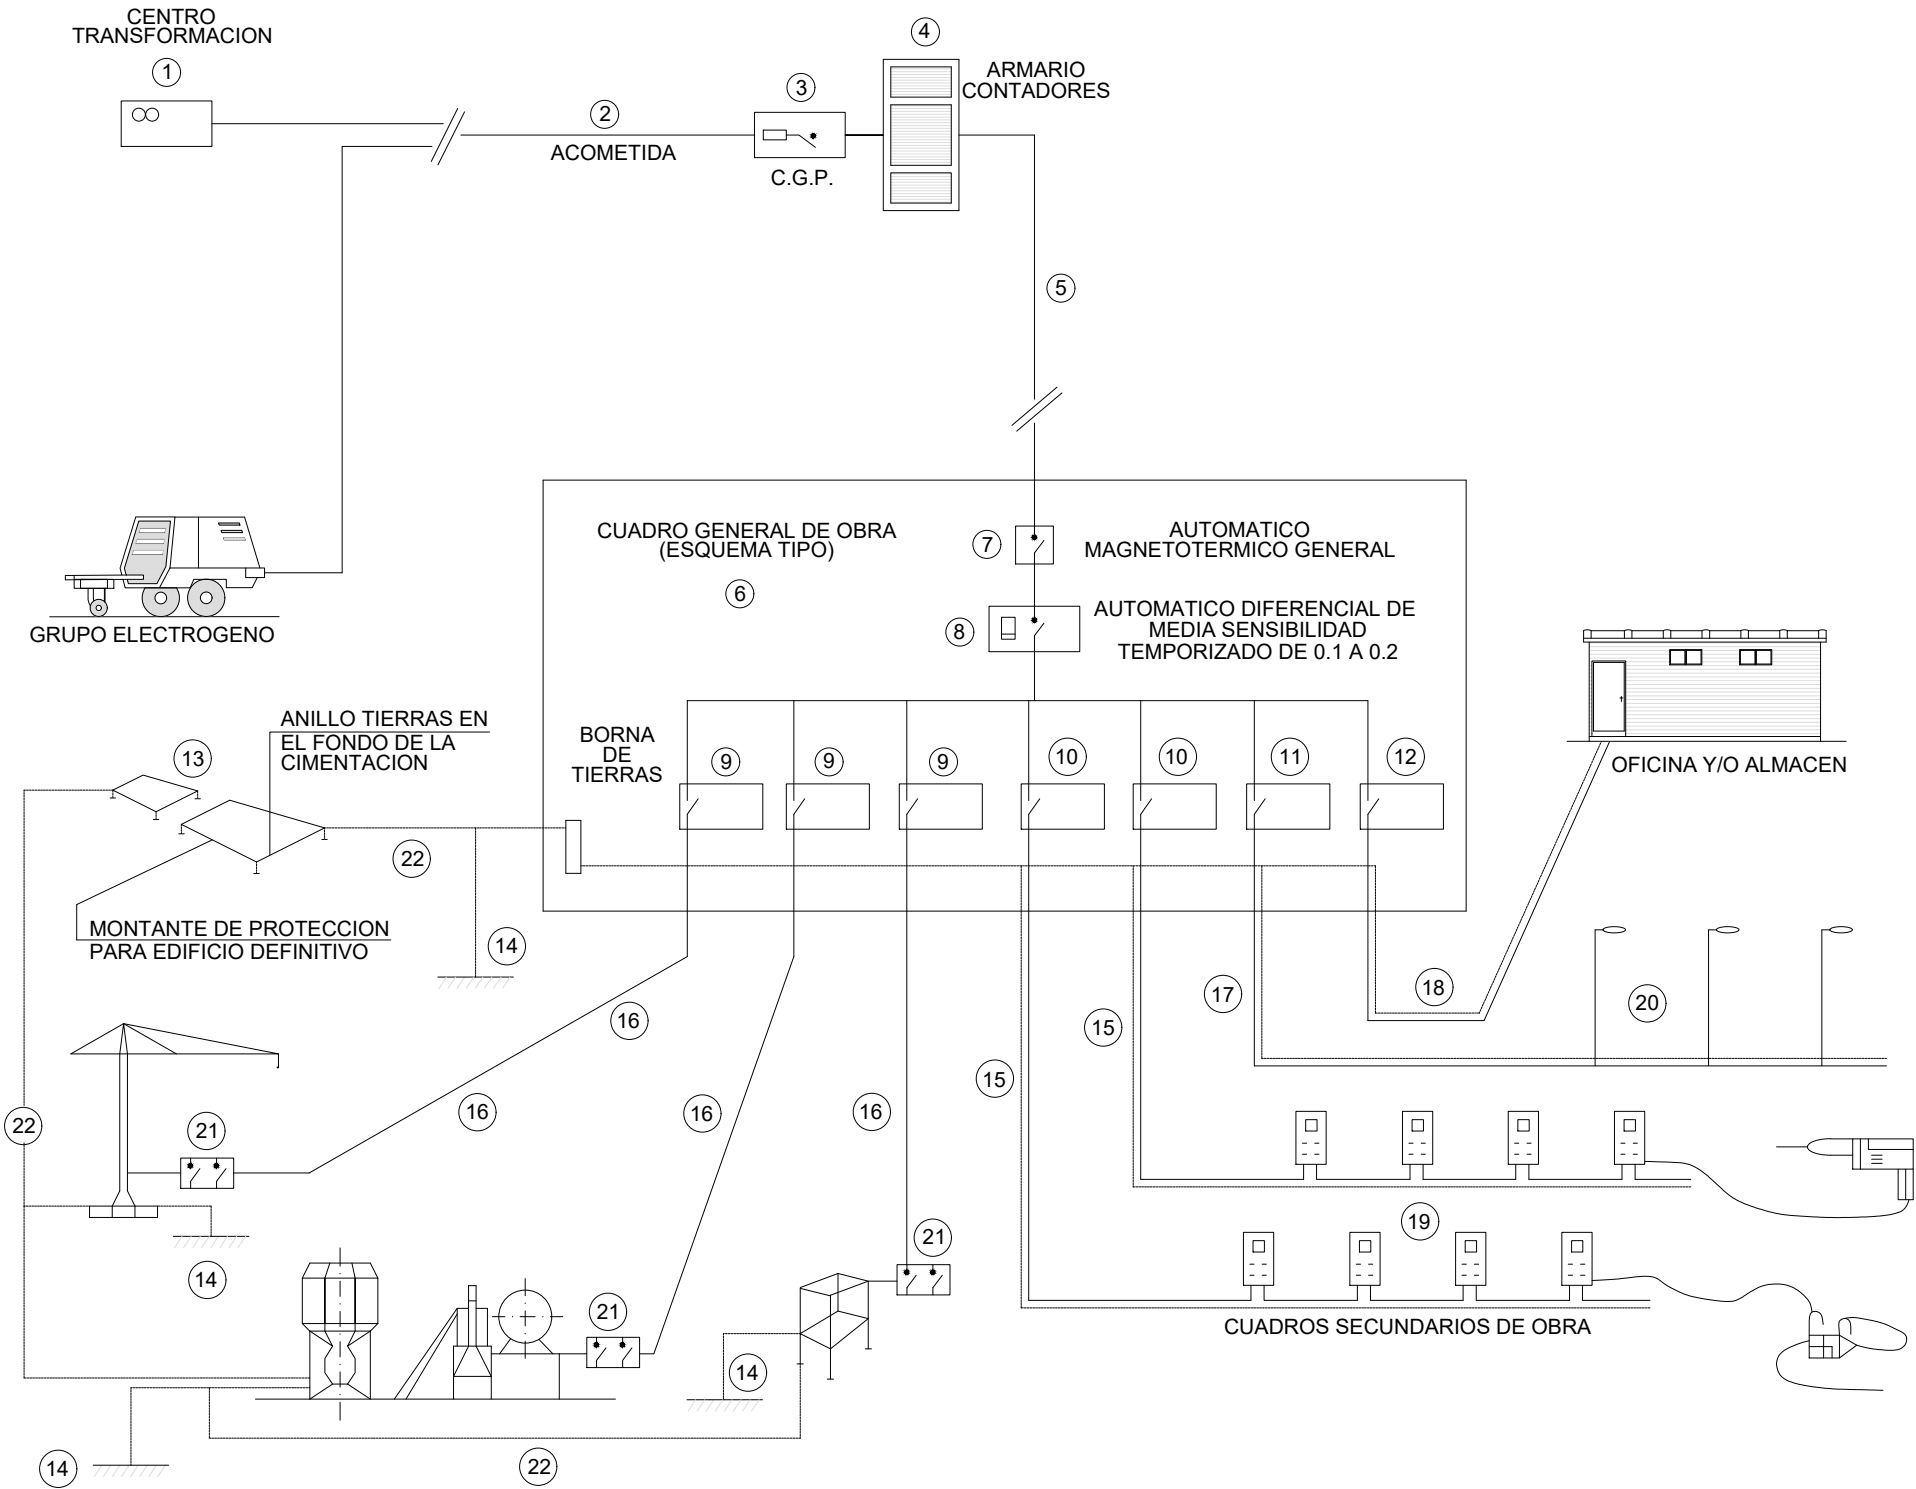 CENTRO
TRANSFORMACION
1
2
ACOMETIDA
3
C.G.P.
4
ARMARIO
CONTADORES
5
GRUPO ELECTROGENO
CUADRO GENERAL DE OBRA
(ESQUEMA TIPO)
6
7
AUTOMATICO
MAGNETOTERMICO GENERAL
8
AUTOMATICO DIFERENCIAL DE
MEDIA SENSIBILIDAD
TEMPORIZADO DE 0.1 A 0.2
BORNA
DE
TIERRAS
9
9
9
10
10
11
12
OFICINA Y/O ALMACEN
ANILLO TIERRAS EN
EL FONDO DE LA
CIMENTACION
13
22
MONTANTE DE PROTECCION
PARA EDIFICIO DEFINITIVO
14
16
16
16
16
15
15
17
18
20
22
21
14
21
21
14
19
CUADROS SECUNDARIOS DE OBRA
14
22